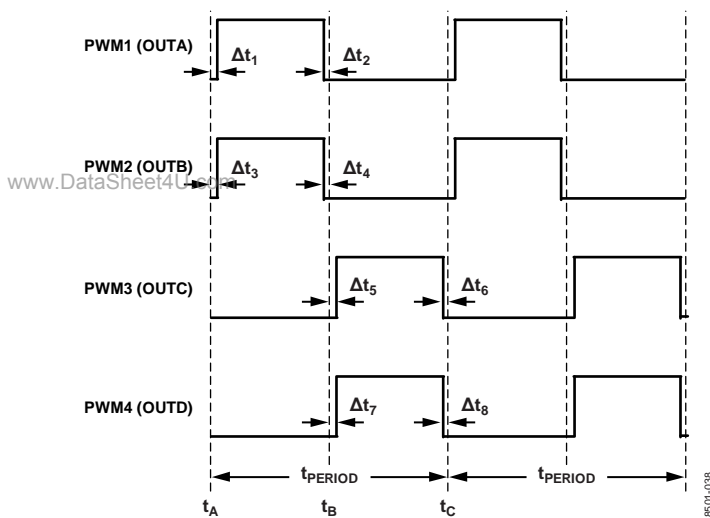 PWM1 (OUTA)
Δt1
Δt2
PWM2 (OUTB)
Δt3
Δt4
www.DataSheet4U.com
PWM3 (OUTC)
Δt5
Δt6
PWM4 (OUTD)
Δt7
Δt8
tPERIOD
tPERIOD
tA
tB
tC